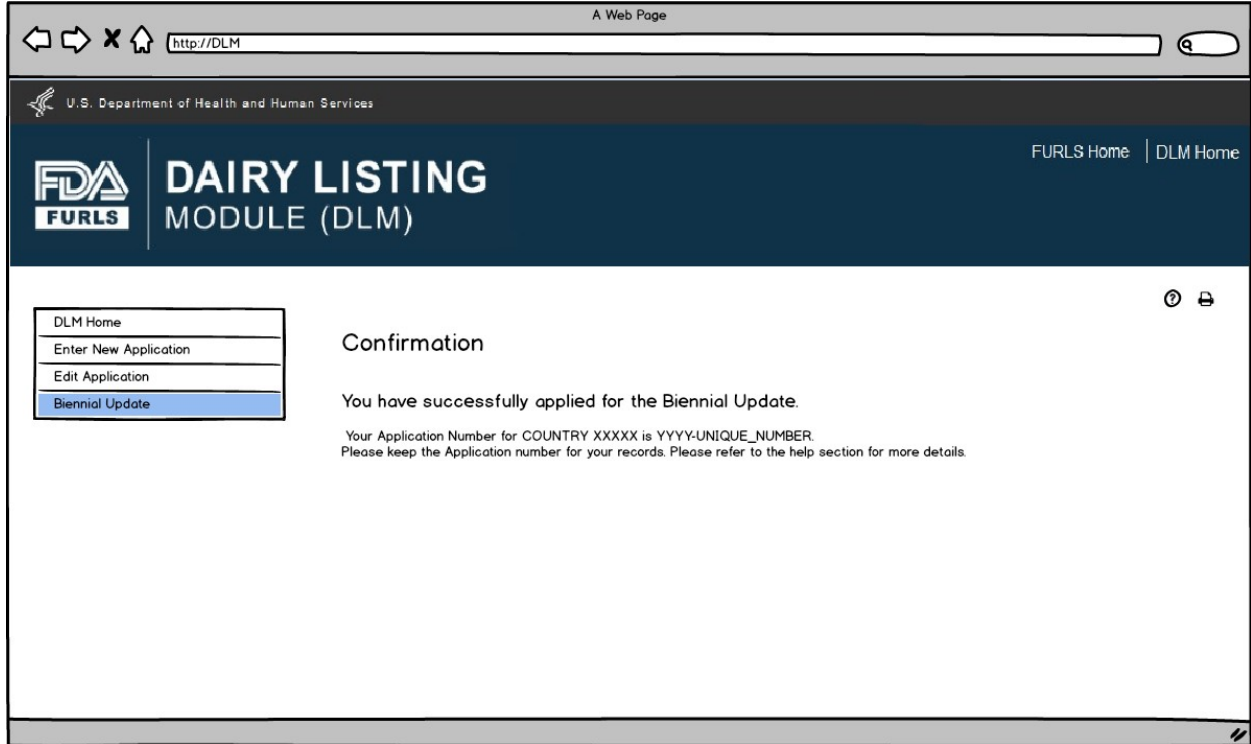 A Web Page
http://DLM
U.S. Department of Health and Human Services
FURLS Home | DLM Home
FDA
FURLS
DAIRY LISTING
MODULE (DLM)
DLM Home
Enter New Application
Edit Application
Biennial Update
Confirmation
You have successfully applied for the Biennial Update.
Your Application Number for COUNTRY XXXXX is YYYY-UNIQUE_NUMBER.
Please keep the Application number for your records. Please refer to the help section for more details.